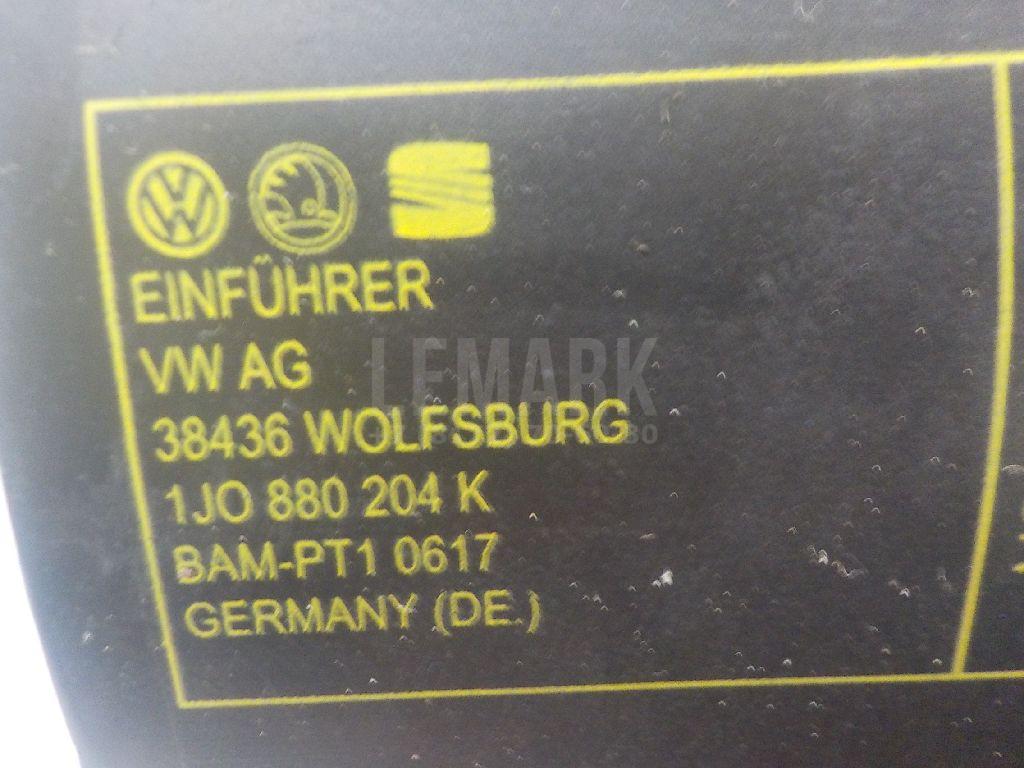 EINFÜHRER
VW AG
LEMARK
38436 WOLFSBURG
1JO 880 204 K
BAM-PT1 0617
GERMANY (DE.)